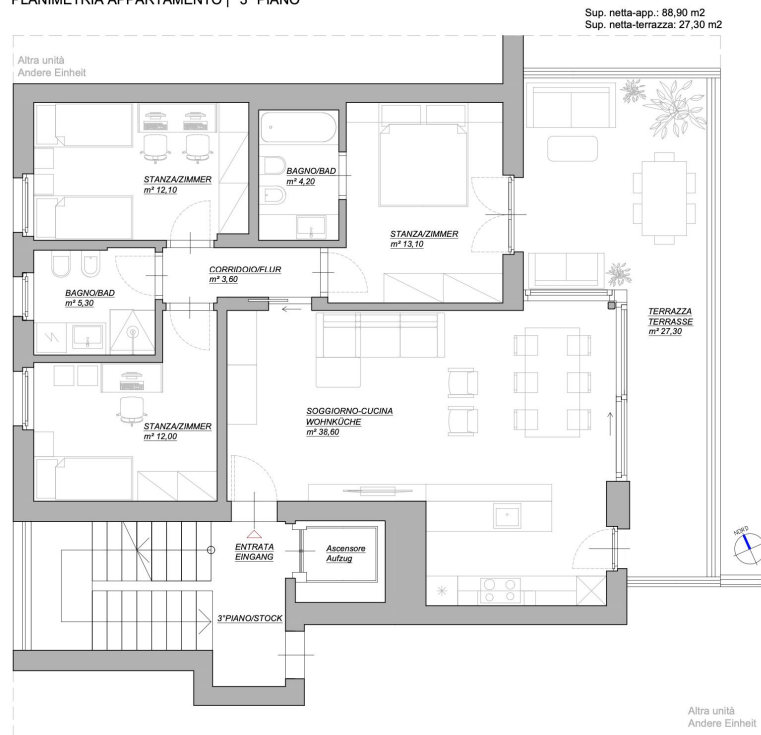 PLANIMETRIA APPARTAMENTO | 3° PIANO
Sup. netta-app.: 88,90 m2
Sup. netta-terrazza: 27,30 m2
Altra unità
Andere Einheit
STANZA/ZIMMER
m² 12,10
BAGNO/BAD
m² 4,20
STANZA/ZIMMER
m² 13,10
CORRIDOIO/FLUR
m² 3,60
BAGNO/BAD
m² 5,30
TERRAZZA
TERRASSE
m² 27,30
STANZA/ZIMMER
m² 12,00
SOGGIORNO-CUCINA
WOHNKÜCHE
m² 38,60
ENTRATA
EINGANG
Ascensore
Aufzug
NORD
3°PIANO/STOCK
Altra unità
Andere Einheit